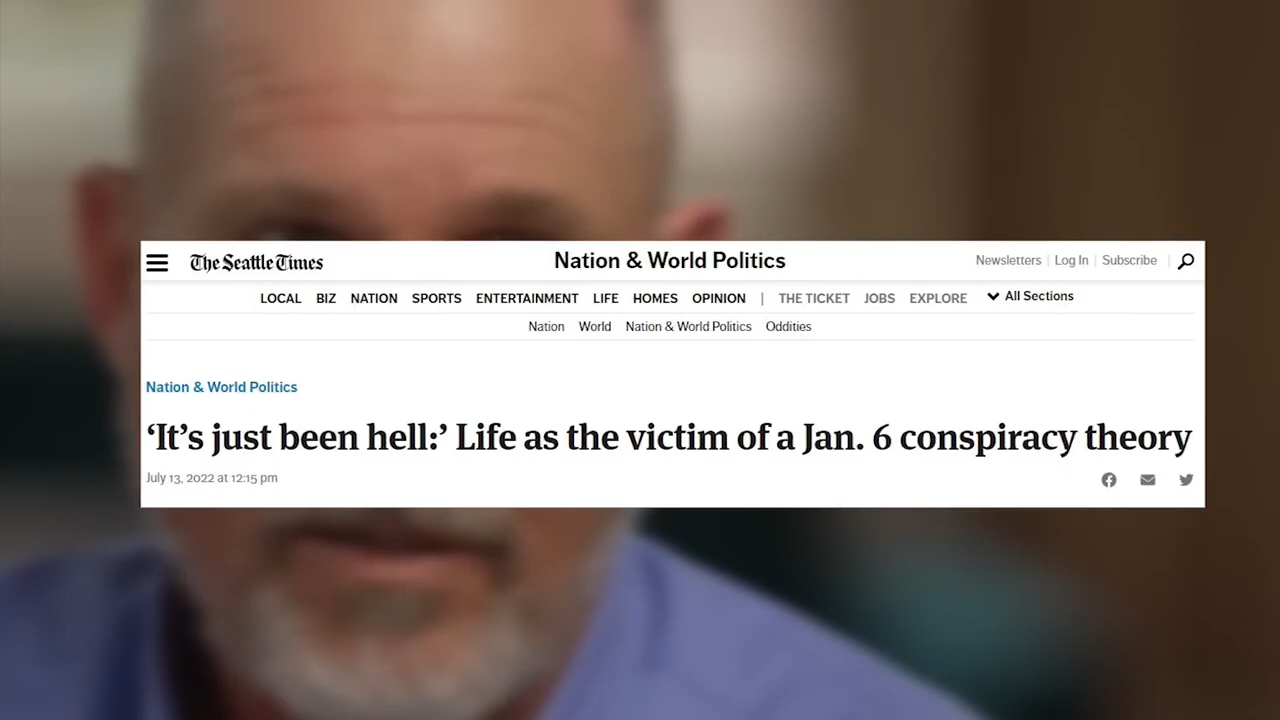 The Seattle Times
Nation & World Politics
Newsletters | Log In | Subscribe |
LOCAL BIZ NATION SPORTS ENTERTAINMENT LIFE HOMES OPINION | THE TICKET JOBS EXPLORE All Sections
Nation World Nation & World Politics Oddities
Nation & World Politics
‘It’s just been hell:’ Life as the victim of a Jan. 6 conspiracy theory
July 13, 2022 at 12:15 pm